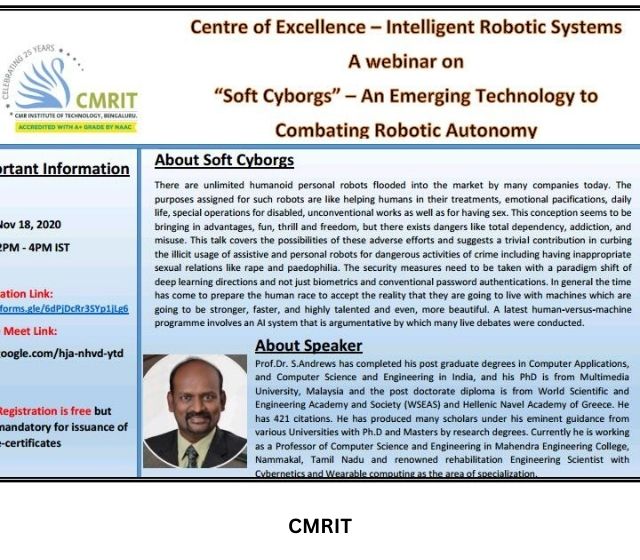 Centre of Excellence – Intelligent Robotic Systems
A webinar on
“Soft Cyborgs” – An Emerging Technology to
Combating Robotic Autonomy
CELEBRATING 25 YEARS
CMRIT
CMR INSTITUTE OF TECHNOLOGY, BENGALURU.
ACCREDITED WITH A+ GRADE BY NAAC
ortant Information
Nov 18, 2020
2PM - 4PM IST
ation Link:
forms.gle/6dPjDcRr3SYp1jLg6
Meet Link:
google.com/hja-nhvd-ytd
Registration is free but
mandatory for issuance of
e-certificates
About Soft Cyborgs
There are unlimited humanoid personal robots flooded into the market by many companies today. The
purposes assigned for such robots are like helping humans in their treatments, emotional pacifications, daily
life, special operations for disabled, unconventional works as well as for having sex. This conception seems to be
bringing in advantages, fun, thrill and freedom, but there exists dangers like total dependency, addiction, and
misuse. This talk covers the possibilities of these adverse efforts and suggests a trivial contribution in curbing
the illicit usage of assistive and personal robots for dangerous activities of crime including having inappropriate
sexual relations like rape and paedophilia. The security measures need to be taken with a paradigm shift of
deep learning directions and not just biometrics and conventional password authentications. In general the time
has come to prepare the human race to accept the reality that they are going to live with machines which are
going to be stronger, faster, and highly talented and even, more beautiful. A latest human-versus-machine
programme involves an AI system that is argumentative by which many live debates were conducted.
About Speaker
Prof.Dr. S.Andrews has completed his post graduate degrees in Computer Applications,
and Computer Science and Engineering in India, and his PhD is from Multimedia
University, Malaysia and the post doctorate diploma is from World Scientific and
Engineering Academy and Society (WSEAS) and Hellenic Navel Academy of Greece. He
has 421 citations. He has produced many scholars under his eminent guidance from
various Universities with Ph.D and Masters by research degrees. Currently he is working
as a Professor of Computer Science and Engineering in Mahendra Engineering College,
Nammakal, Tamil Nadu and renowned rehabilitation Engineering Scientist with
Cybernetics and Wearable computing as the area of specialization.
CMRIT